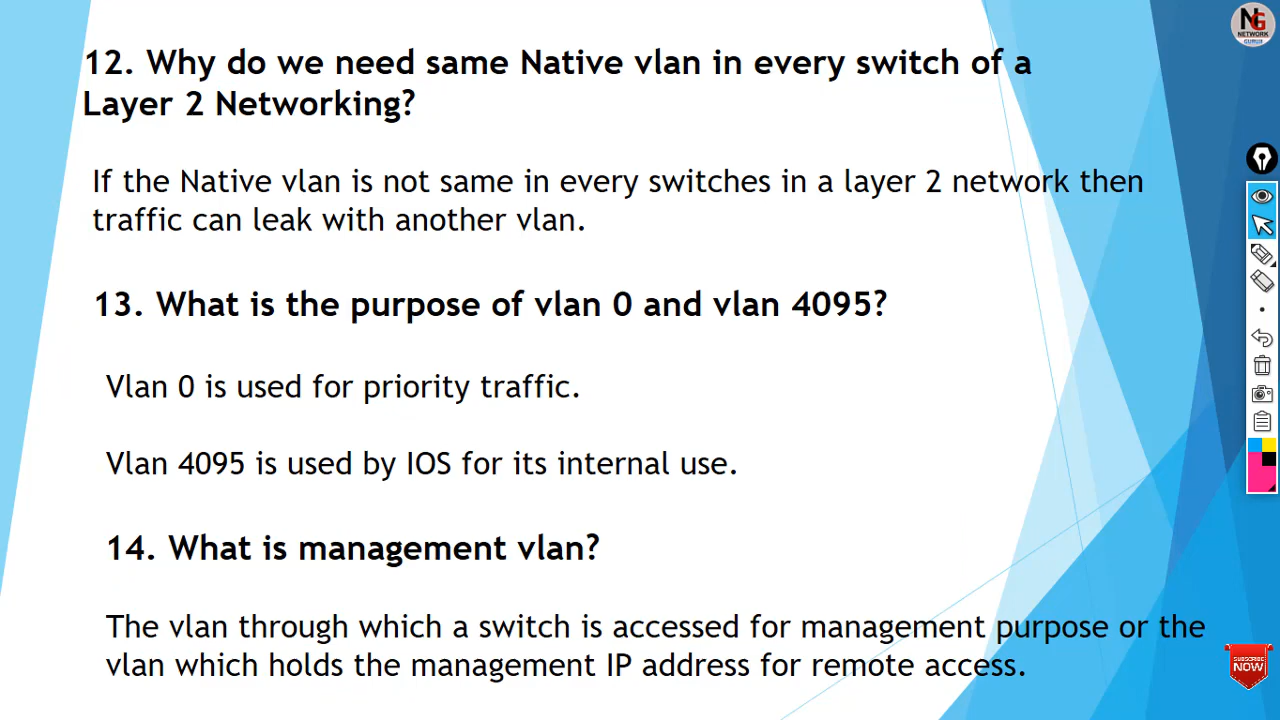 12. Why do we need same Native vlan in every switch of a
Layer 2 Networking?
If the Native vlan is not same in every switches in a layer 2 network then
traffic can leak with another vlan.
13. What is the purpose of vlan 0 and vlan 4095?
Vlan 0 is used for priority traffic.
Vlan 4095 is used by IOS for its internal use.
14. What is management vlan?
The vlan through which a switch is accessed for management purpose or the
vlan which holds the management IP address for remote access.
NG
NETWORK
GURUX
SUBSCRIBE
NOW